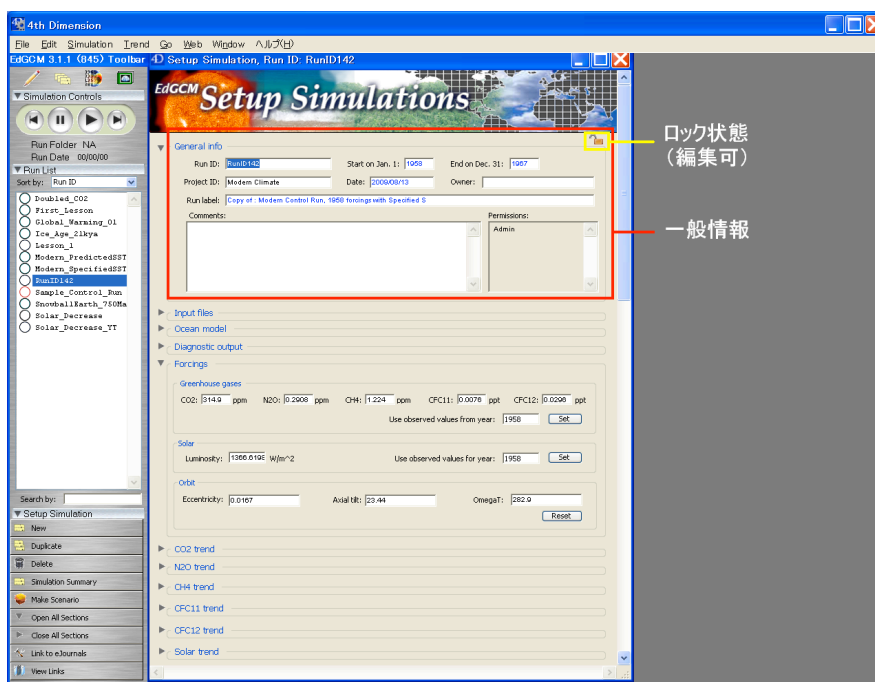 4th Dimension
File Edit Simulation Trend Go Web Window ヘルプ(H)
EdGCM 3.1.1 (845) Toolbar
Simulation Controls
Run Folder NA
Run Date 00/00/00
Run List
Sort by: Run ID
Doubled_CO2
First_Lesson
Global_Warming_01
Ice_Age_21kya
Lesson_1
Modern_PredictedSST
Modern_SpecifiedSST
RunID142
Sample_Control_Run
SnowballEarth_750Ma
Solar_Decrease
Solar_Decrease_YT
Search by:
Setup Simulation
New
Duplicate
Delete
Simulation Summary
Make Scenario
Open All Sections
Close All Sections
Link to eJournals
View Links
Setup Simulation, Run ID: RunID142
EdGCM Setup Simulations
General info
Run ID: RunID142 Start on Jan. 1: 1958 End on Dec. 31: 1967
Project ID: Modern Climate Date: 2009/08/13 Owner:
Run label: Copy of : Modern Control Run, 1958 forcings with Specified S
Comments: Permissions:
Admin
Input files
Ocean model
Diagnostic output
Forcings
Greenhouse gases
CO2: 314.9 ppm N2O: 0.2908 ppm CH4: 1.224 ppm CFC11: 0.0076 ppt CFC12: 0.0296 ppt
Use observed values from year: 1958 Set
Solar
Luminosity: 1366.6198 W/m^2 Use observed values for year: 1958 Set
Orbit
Eccentricity: 0.0167 Axial tilt: 23.44 OmegaT: 282.9
Reset
CO2 trend
N2O trend
CH4 trend
CFC11 trend
CFC12 trend
Solar trend
ロック状態
（編集可）
一般情報